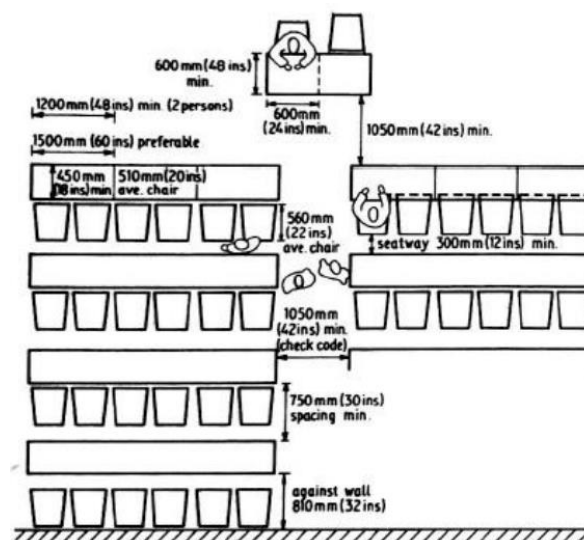 600mm (48 ins)
min.
1200mm (48 ins) min. (2 persons)
600mm
(24 ins) min.
1050mm (42 ins) min.
1500mm (60 ins) preferable
450mm
(18 ins) min
510mm (20 ins)
ave. chair
560mm
(22 ins)
ave. chair
seatway 300mm (12 ins) min.
1050mm
(42 ins) min.
(check code)
750mm (30 ins)
spacing min.
against wall
810mm (32 ins)